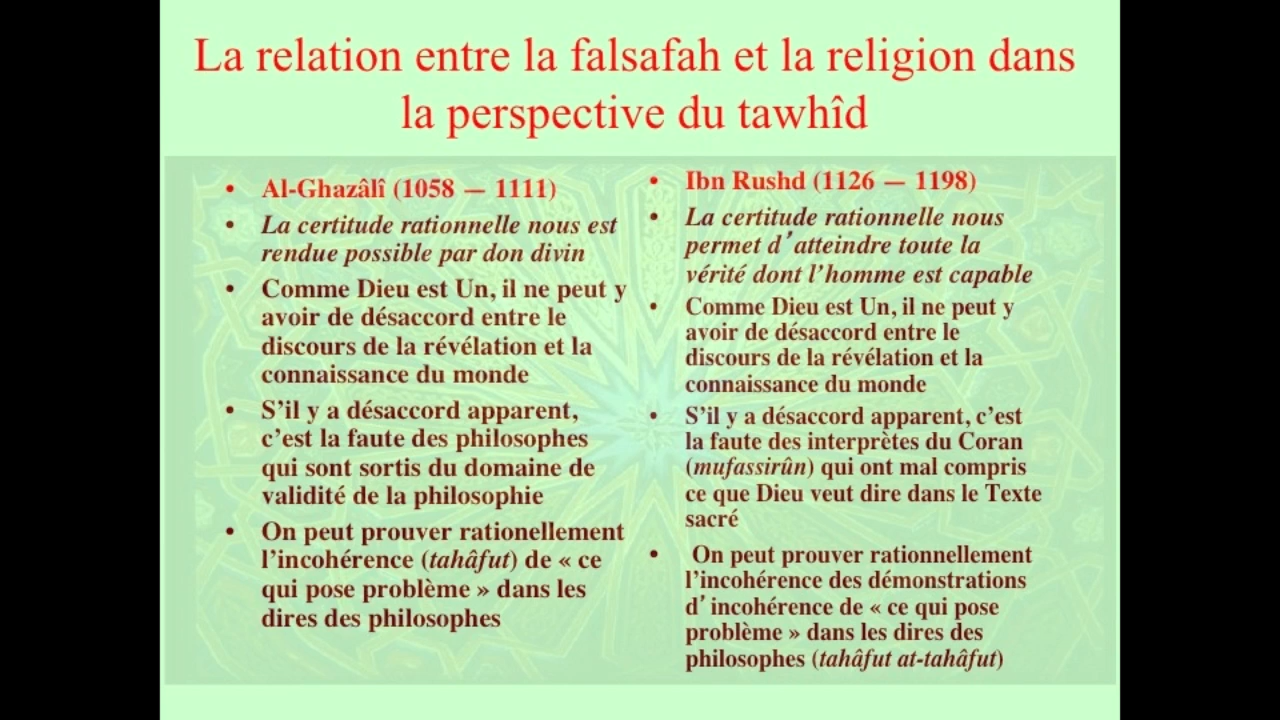 La relation entre la falsafah et la religion dans
la perspective du tawhîd
• Al-Ghazâlî (1058 — 1111)
• La certitude rationnelle nous est
rendue possible par don divin
• Comme Dieu est Un, il ne peut y
avoir de désaccord entre le
discours de la révélation et la
connaissance du monde
• S’il y a désaccord apparent,
c’est la faute des philosophes
qui sont sortis du domaine de
validité de la philosophie
• On peut prouver rationellement
l’incohérence (tahâfut) de « ce
qui pose problème » dans les
dires des philosophes
• Ibn Rushd (1126 — 1198)
• La certitude rationnelle nous
permet d’atteindre toute la
vérité dont l’homme est capable
• Comme Dieu est Un, il ne peut y
avoir de désaccord entre le
discours de la révélation et la
connaissance du monde
• S’il y a désaccord apparent, c’est
la faute des interprètes du Coran
(mufassirûn) qui ont mal compris
ce que Dieu veut dire dans le Texte
sacré
• On peut prouver rationnellement
l’incohérence des démonstrations
d’incohérence de « ce qui pose
problème » dans les dires des
philosophes (tahâfut at-tahâfut)